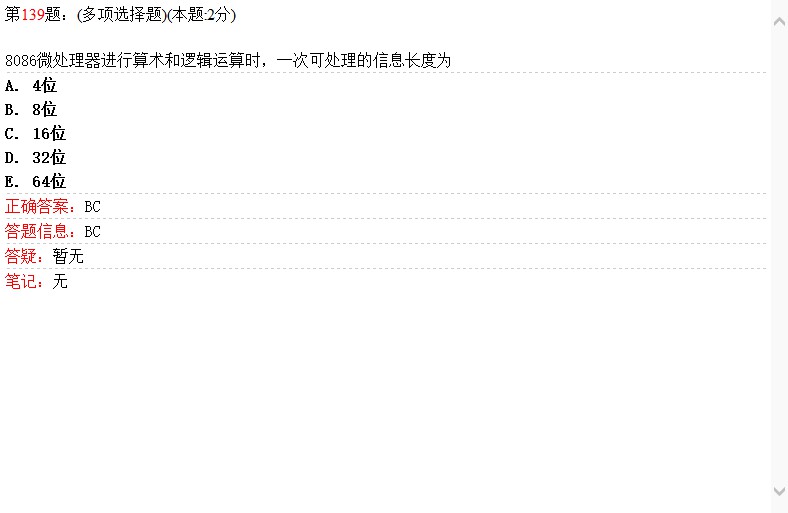 第139题：(多项选择题)(本题:2分)
8086微处理器进行算术和逻辑运算时，一次可处理的信息长度为
A. 4位
B. 8位
C. 16位
D. 32位
E. 64位
正确答案：BC
答题信息：BC
答疑：暂无
笔记：无